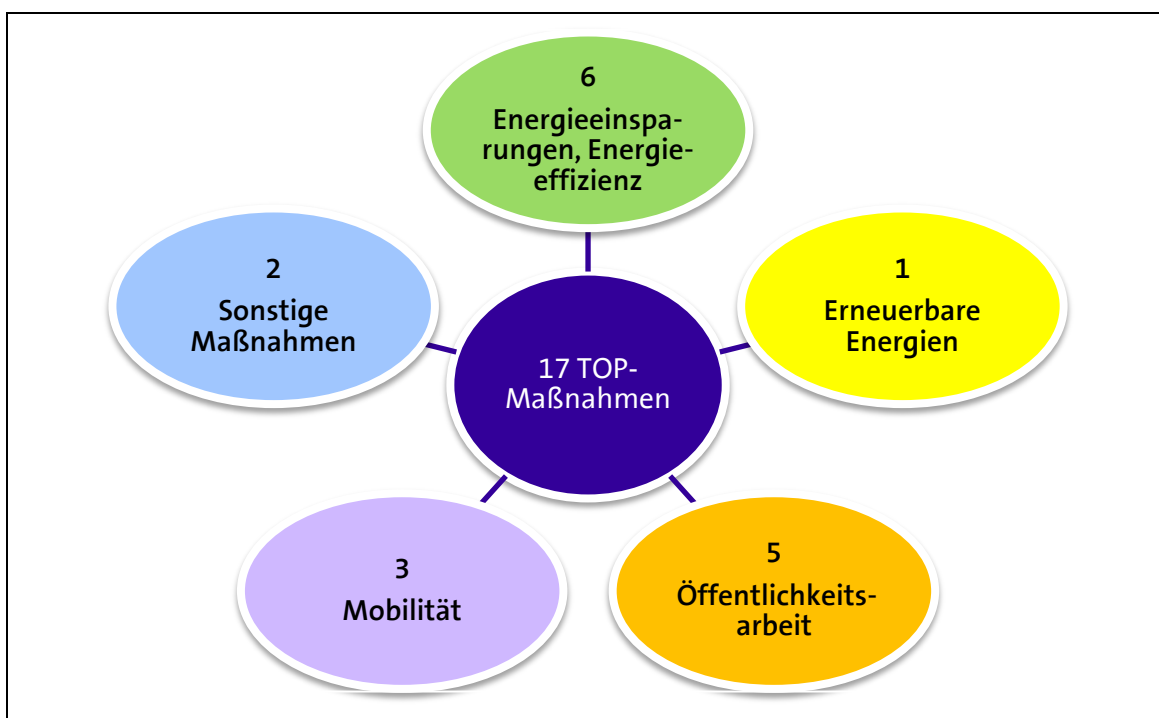 6
Energieeinspa-
rungen, Energie-
effizienz
2
Sonstige
Maßnahmen
1
Erneuerbare
Energien
17 TOP-
Maßnahmen
3
Mobilität
5
Öffentlichkeits-
arbeit